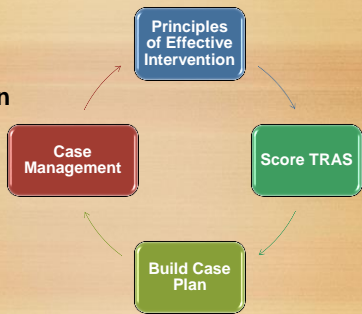 Principles
of Effective
Intervention
n
Case
Management
Score TRAS
Build Case
Plan